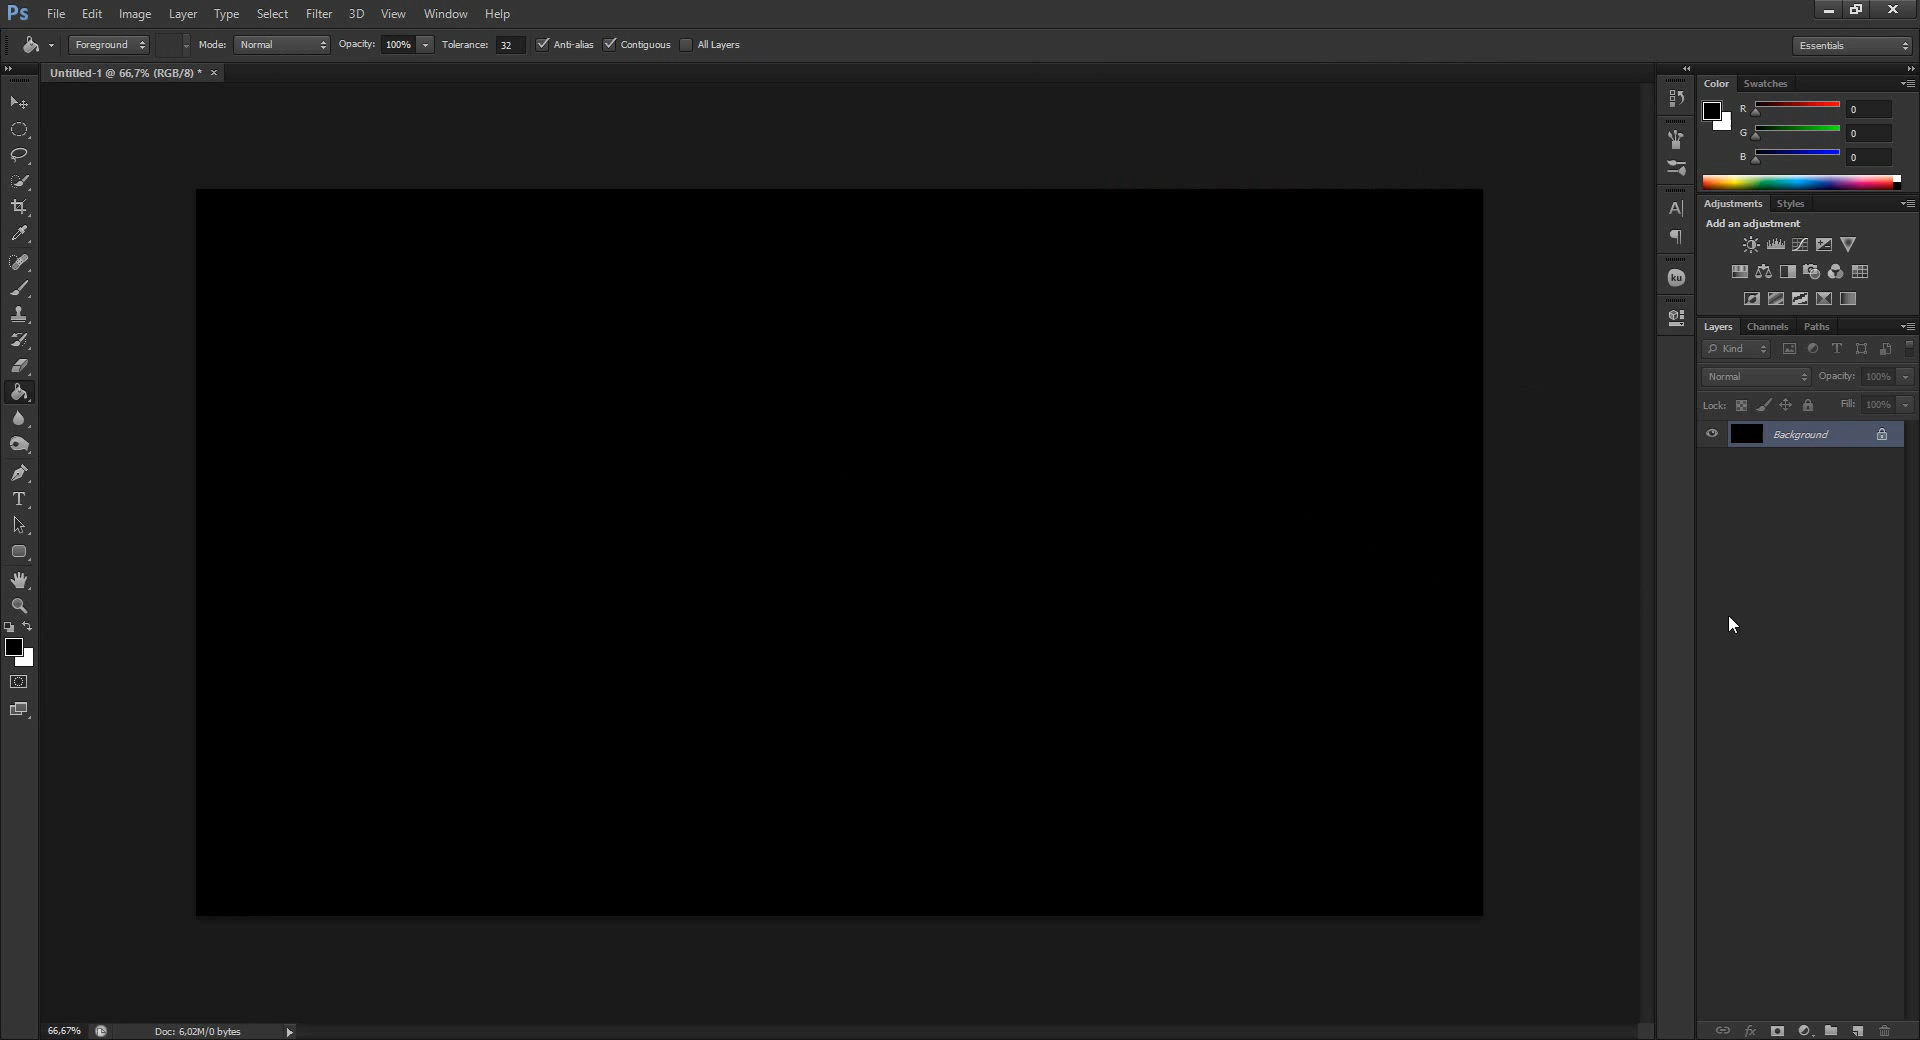 Ps File Edit Image Layer Type Select Filter 3D View Window Help
Foreground Mode: Normal Opacity: 100% Tolerance: 32 Anti-alias Contiguous All Layers Essentials
Untitled-1 @ 66,7% (RGB/8) * ×
Color Swatches
R 0
G 0
B 0
Adjustments Styles
Add an adjustment
A
ku
Layers Channels Paths
Kind T
Normal Opacity: 100%
Lock: Fill: 100%
Background
T
66,67% Doc: 6,02M/0 bytes
fx